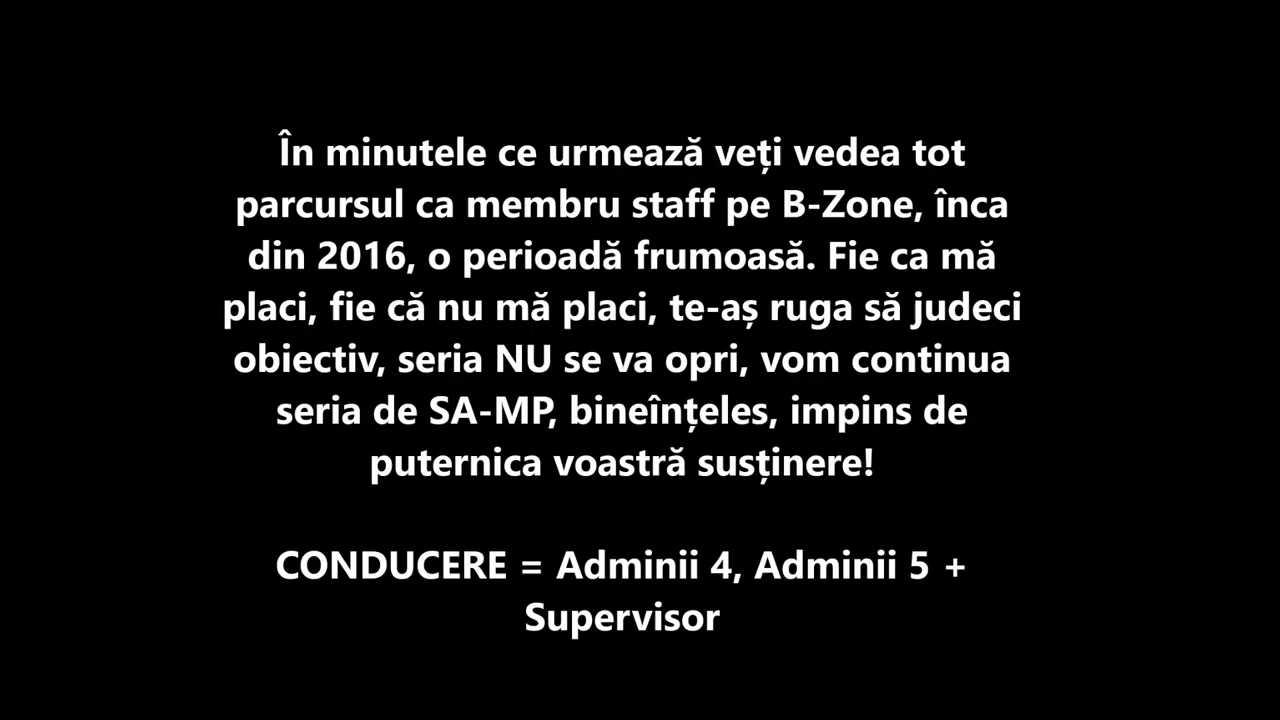 În minutele ce urmează veți vedea tot
parcursul ca membru staff pe B-Zone, înca
din 2016, o perioadă frumoasă. Fie ca mă
placi, fie că nu mă placi, te-aș ruga să judeci
obiectiv, seria NU se va opri, vom continua
seria de SA-MP, bineînțeles, impins de
puternica voastră susținere!
CONDUCERE = Adminii 4, Adminii 5 +
Supervisor